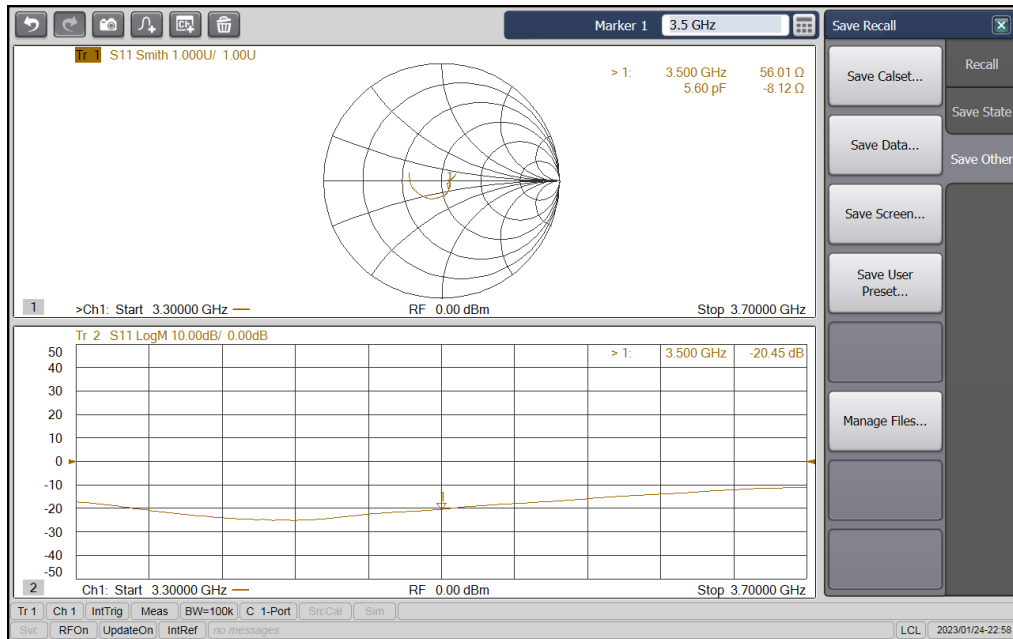 Marker 1 3.5 GHz
Save Recall
Tr 1 S11 Smith 1.000U/ 1.00U
> 1: 3.500 GHz 56.01 Ω
5.60 pF -8.12 Ω
1
1 >Ch1: Start 3.30000 GHz — RF 0.00 dBm Stop 3.70000 GHz
Tr 2 S11 LogM 10.00dB/ 0.00dB
> 1: 3.500 GHz -20.45 dB
50
40
30
20
10
0
-10
-20
-30
-40
-50
1
2 Ch1: Start 3.30000 GHz — RF 0.00 dBm Stop 3.70000 GHz
Save Calset...
Save Data...
Save Screen...
Save User
Preset...
Manage Files...
Recall
Save State
Save Other
Tr 1 Ch 1 IntTrig Meas BW=100k C 1-Port SrcCal Sim
Svc RFOn UpdateOn IntRef no messages LCL 2023/01/24-22:58